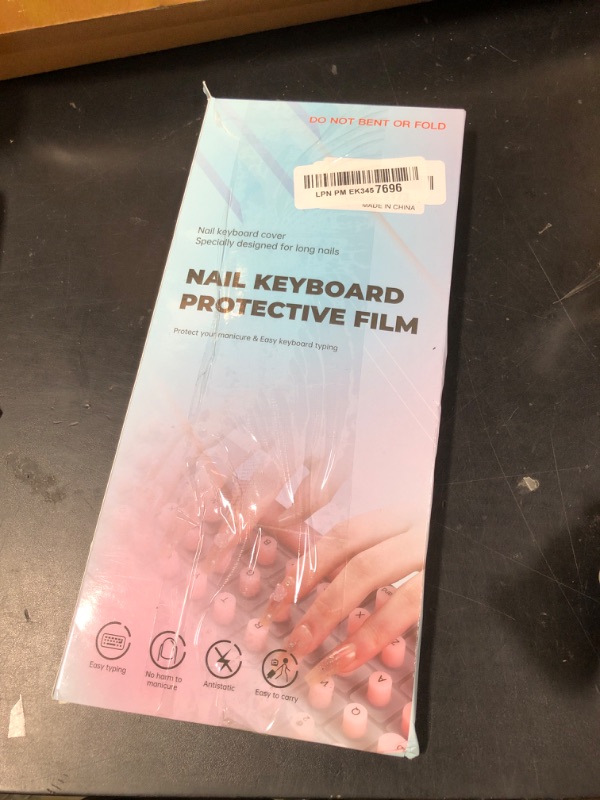 DO NOT BENT OR FOLD
LPN PM EK3457696
MADE IN CHINA
Nail keyboard cover
Specially designed for long nails
NAIL KEYBOARD
PROTECTIVE FILM
Protect your manicure & Easy keyboard typing
Easy typing
No harm to
manicure
Antistatic
Easy to carry